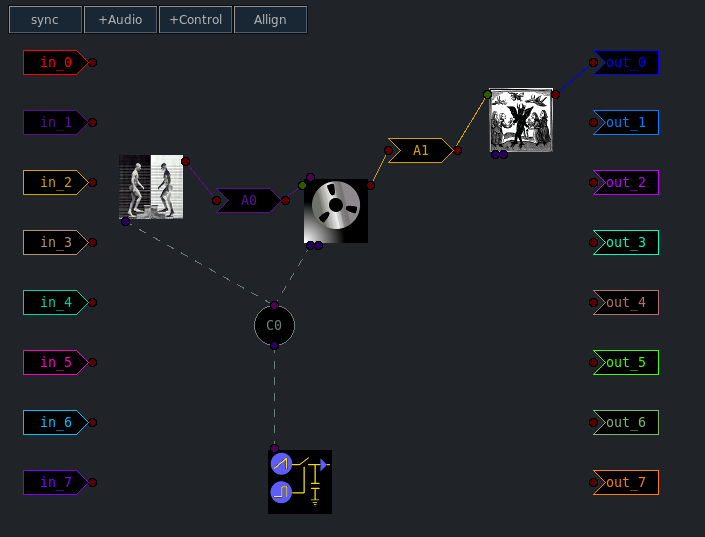 sync +Audio +Control Allign
in_0 out_0
in_1 out_1
A1
in_2 out_2
A0
in_3 out_3
in_4 out_4
C0
in_5 out_5
in_6 out_6
in_7 out_7